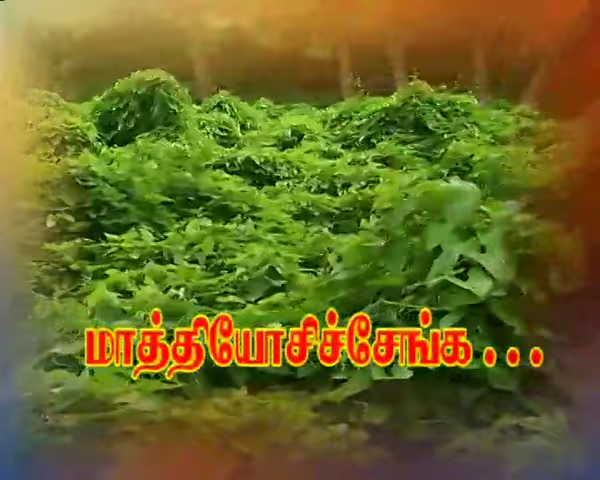 மாத்தியோசிச்சேங்க . . .